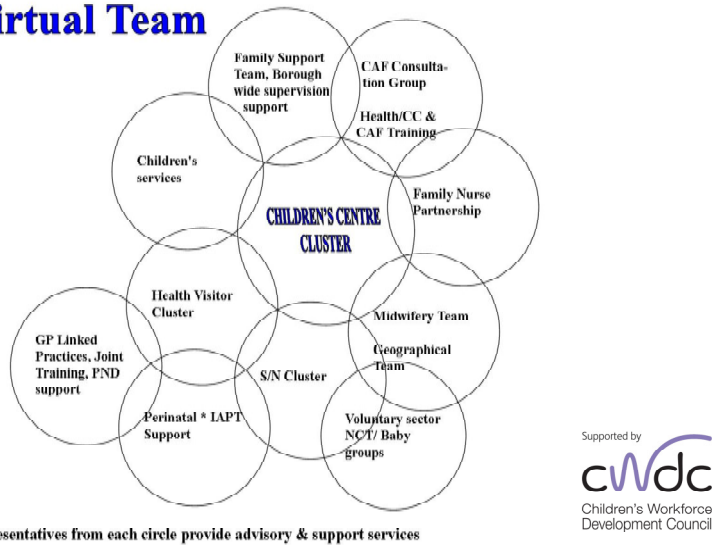 irtual Team
Family Support
Team, Borough
wide supervision
support
CAF Consulta-
tion Group
Health/CC &
CAF Training
Children's
services
Family Nurse
Partnership
CHILDREN'S CENTRE
CLUSTER
Health Visitor
Cluster
Midwifery Team
Geographical
Team
GP Linked
Practices, Joint
Training, PND
support
S/N Cluster
Perinatal * IAPT
Support
Voluntary sector
NCT/ Baby
groups
Supported by
cwdc
Children's Workforce
Development Council
esentatives from each circle provide advisory & support services